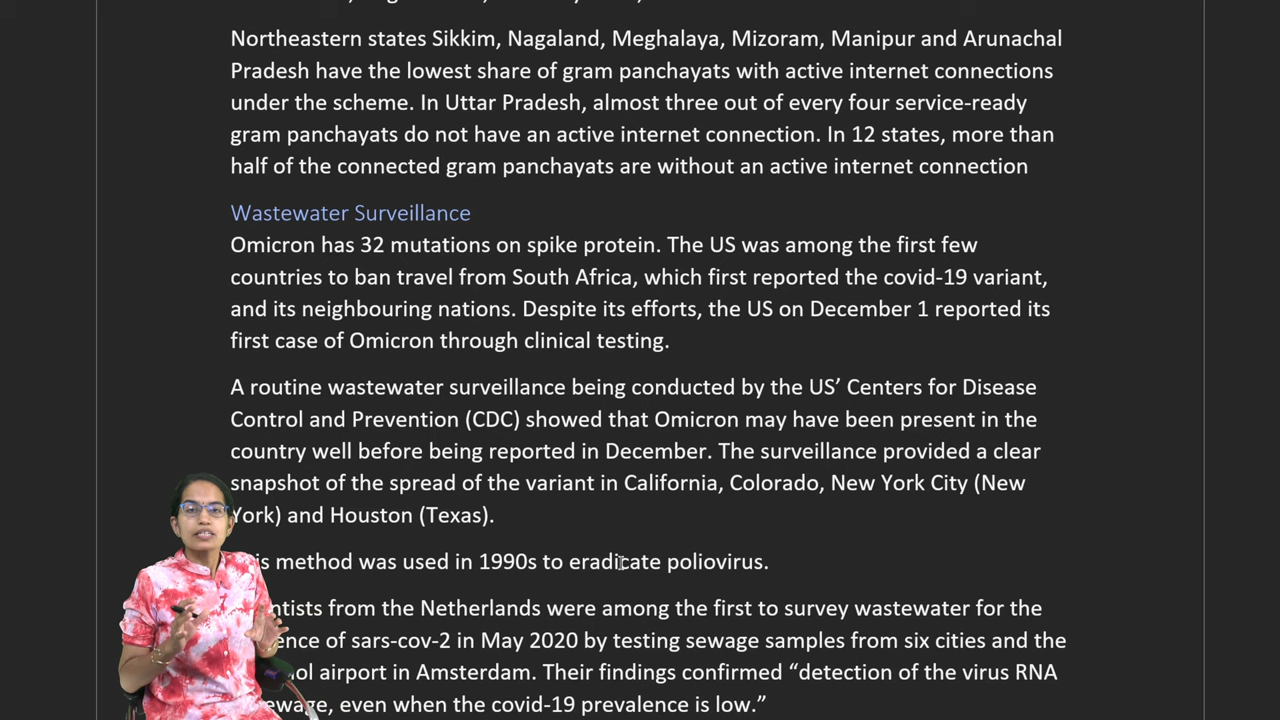 Northeastern states Sikkim, Nagaland, Meghalaya, Mizoram, Manipur and Arunachal
Pradesh have the lowest share of gram panchayats with active internet connections
under the scheme. In Uttar Pradesh, almost three out of every four service-ready
gram panchayats do not have an active internet connection. In 12 states, more than
half of the connected gram panchayats are without an active internet connection
Wastewater Surveillance
Omicron has 32 mutations on spike protein. The US was among the first few
countries to ban travel from South Africa, which first reported the covid-19 variant,
and its neighbouring nations. Despite its efforts, the US on December 1 reported its
first case of Omicron through clinical testing.
A routine wastewater surveillance being conducted by the US’ Centers for Disease
Control and Prevention (CDC) showed that Omicron may have been present in the
country well before being reported in December. The surveillance provided a clear
snapshot of the spread of the variant in California, Colorado, New York City (New
York) and Houston (Texas).
method was used in 1990s to eradicate poliovirus.
from the Netherlands were among the first to survey wastewater for the
of sars-cov-2 in May 2020 by testing sewage samples from six cities and the
airport in Amsterdam. Their findings confirmed “detection of the virus RNA
even when the covid-19 prevalence is low.”